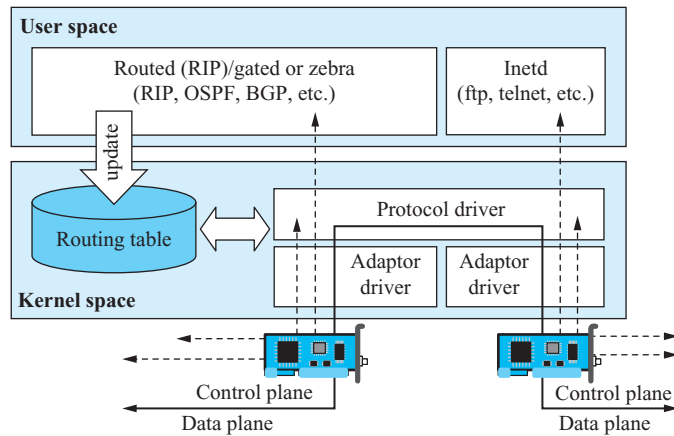 User space
Routed (RIP)/gated or zebra
(RIP, OSPF, BGP, etc.)
Inetd
(ftp, telnet, etc.)
update
Routing table
Protocol driver
Adaptor
driver
Adaptor
driver
Kernel space
Control plane
Data plane
Control plane
Data plane